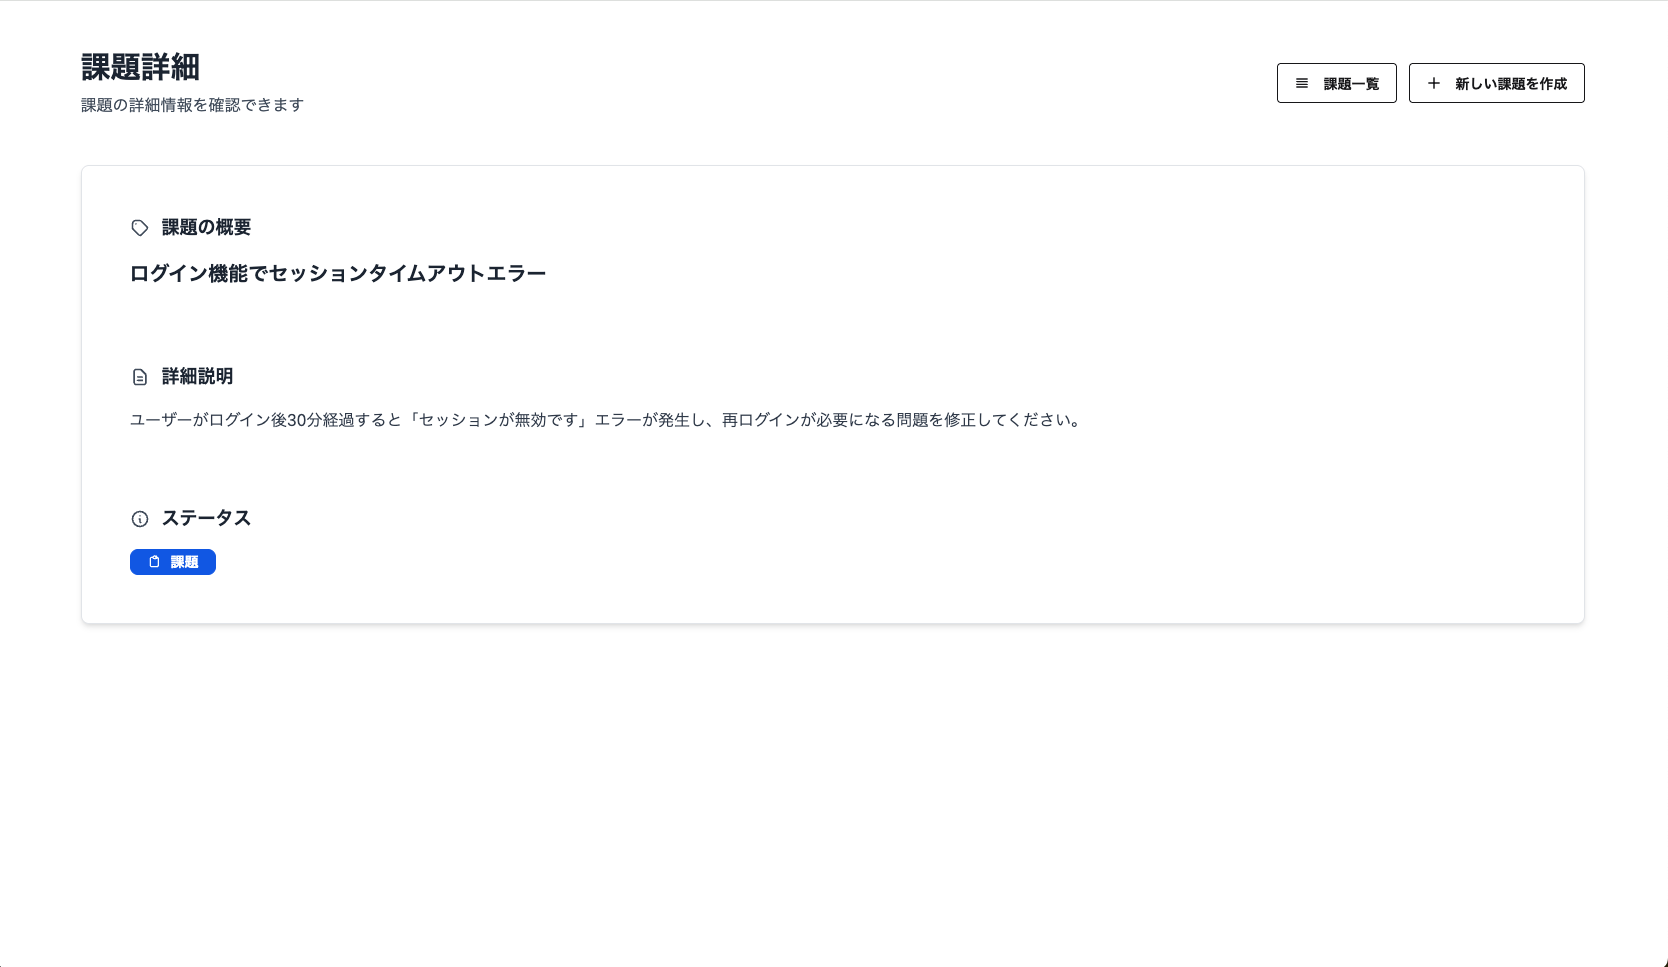 課題詳細
課題の詳細情報を確認できます
課題一覧
新しい課題を作成
課題の概要
ログイン機能でセッションタイムアウトエラー
詳細説明
ユーザーがログイン後30分経過すると「セッションが無効です」エラーが発生し、再ログインが必要になる問題を修正してください。
ステータス
課題